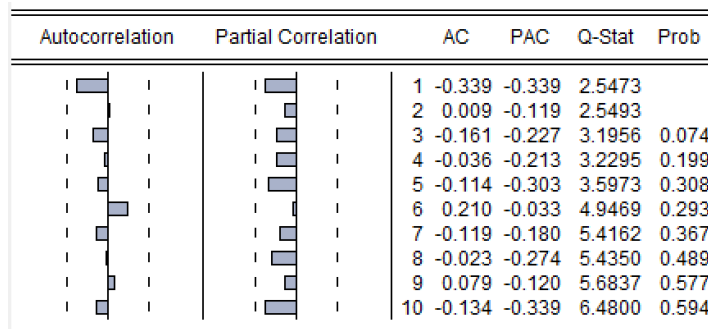 Autocorrelation Partial Correlation AC PAC Q-Stat Prob
1 -0.339 -0.339 2.5473
2 0.009 -0.119 2.5493
3 -0.161 -0.227 3.1956 0.074
4 -0.036 -0.213 3.2295 0.199
5 -0.114 -0.303 3.5973 0.308
6 0.210 -0.033 4.9469 0.293
7 -0.119 -0.180 5.4162 0.367
8 -0.023 -0.274 5.4350 0.489
9 0.079 -0.120 5.6837 0.577
10 -0.134 -0.339 6.4800 0.594